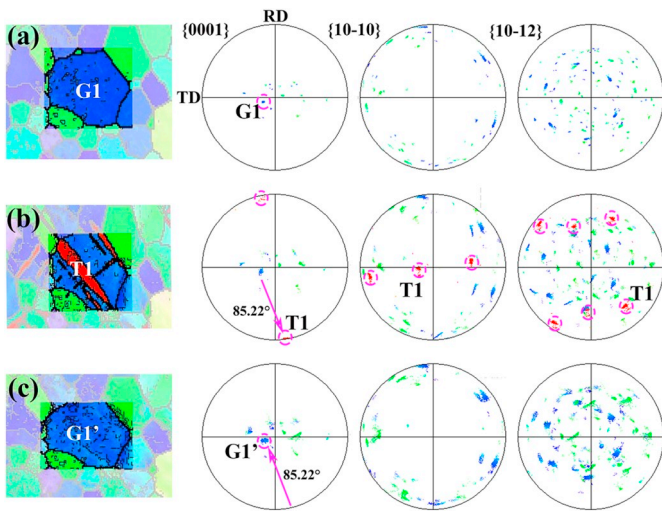 (a)
G1
{0001}
RD
{10-10}
{10-12}
TD
G1
(b)
T1
85.22°
T1
T1
T1
(c)
G1’
G1’
85.22°